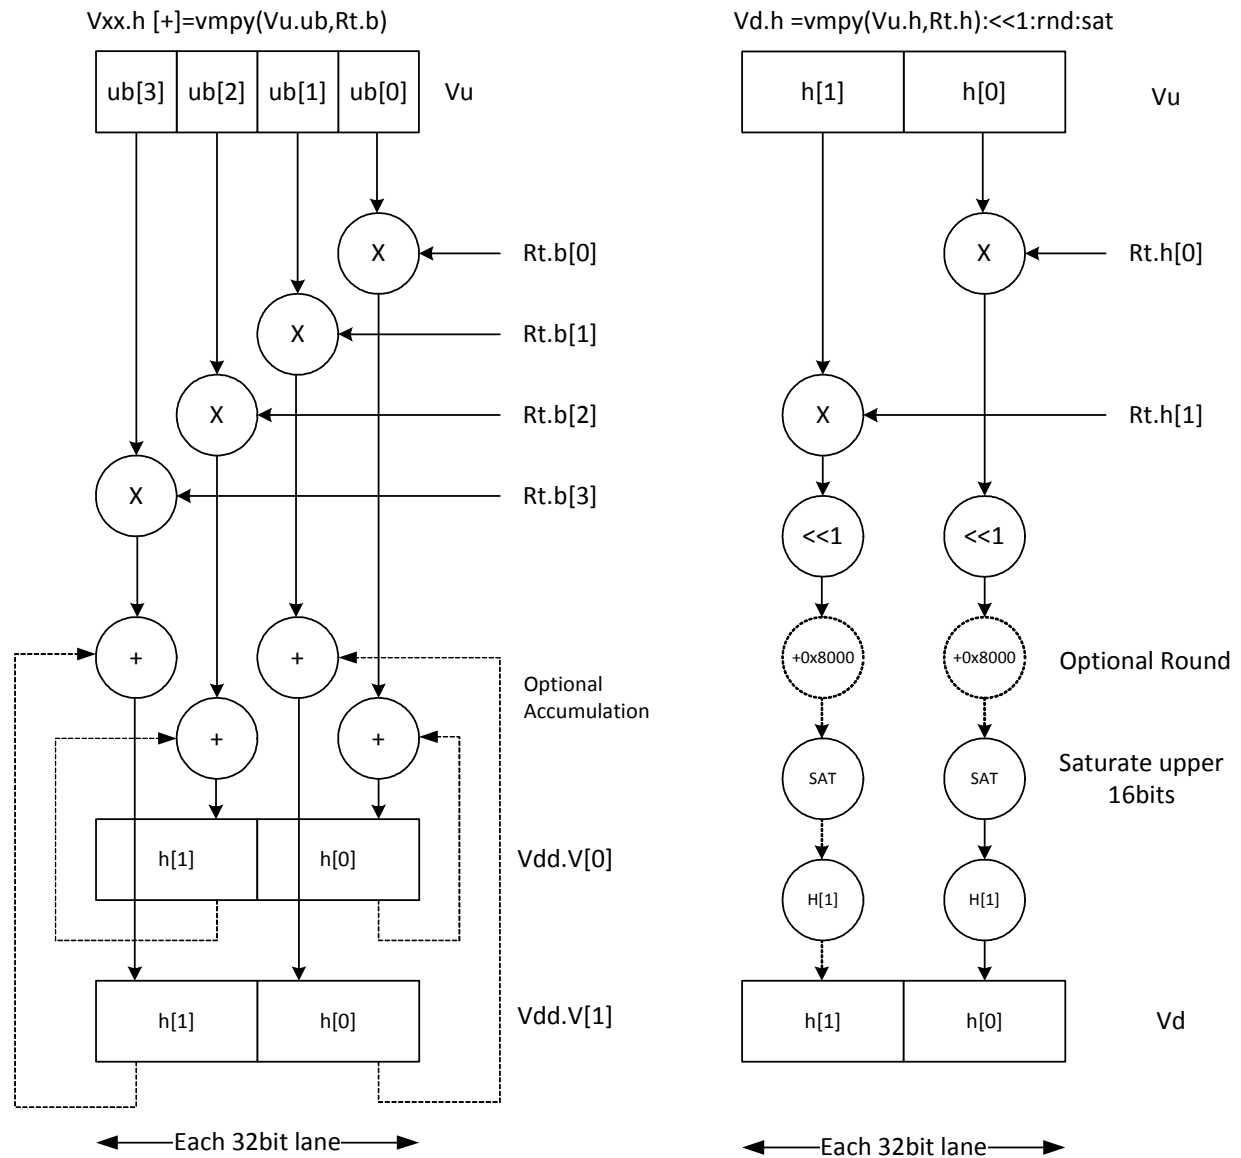 Vxx.h [+]=vmpy(Vu.ub,Rt.b)
ub[3] ub[2] ub[1] ub[0] Vu
X Rt.b[0]
X Rt.b[1]
X Rt.b[2]
X Rt.b[3]
+ +
Optional
Accumulation
+ +
h[1] h[0] Vdd.V[0]
h[1] h[0] Vdd.V[1]
Each 32bit lane
Vd.h =vmpy(Vu.h,Rt.h):<<1:rnd:sat
h[1] h[0] Vu
X Rt.h[0]
X Rt.h[1]
<<1 <<1
+0x8000 +0x8000 Optional Round
SAT SAT Saturate upper
16bits
H[1] H[1]
h[1] h[0] Vd
Each 32bit lane